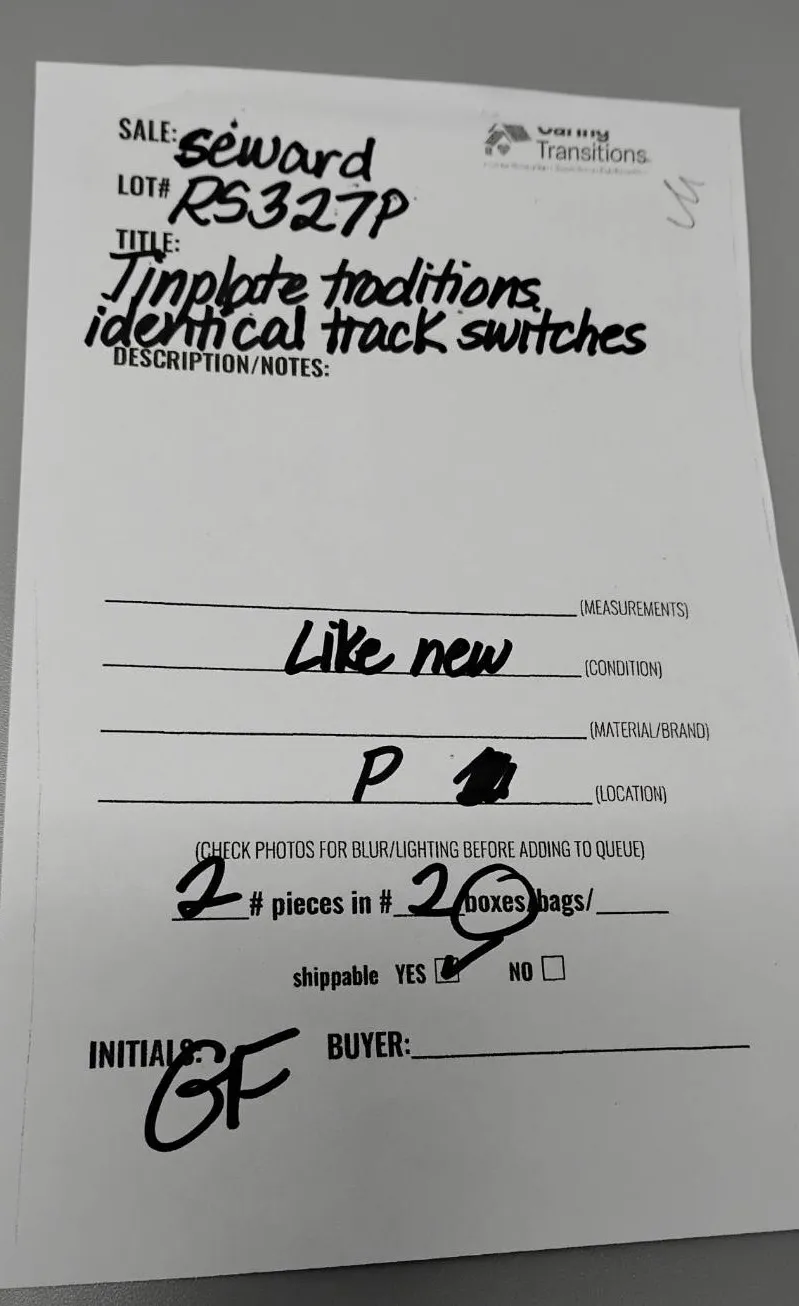 SALE: seward
Caring
Transitions
LOT# RS327P
TITLE:
Tinplate traditions
identical track switches
DESCRIPTION/NOTES:
(MEASUREMENTS)
Like new (CONDITION)
(MATERIAL/BRAND)
P (LOCATION)
(CHECK PHOTOS FOR BLUR/LIGHTING BEFORE ADDING TO QUEUE)
2 # pieces in # 2 boxes/bags/
shippable YES NO
INITIALS: GF BUYER: